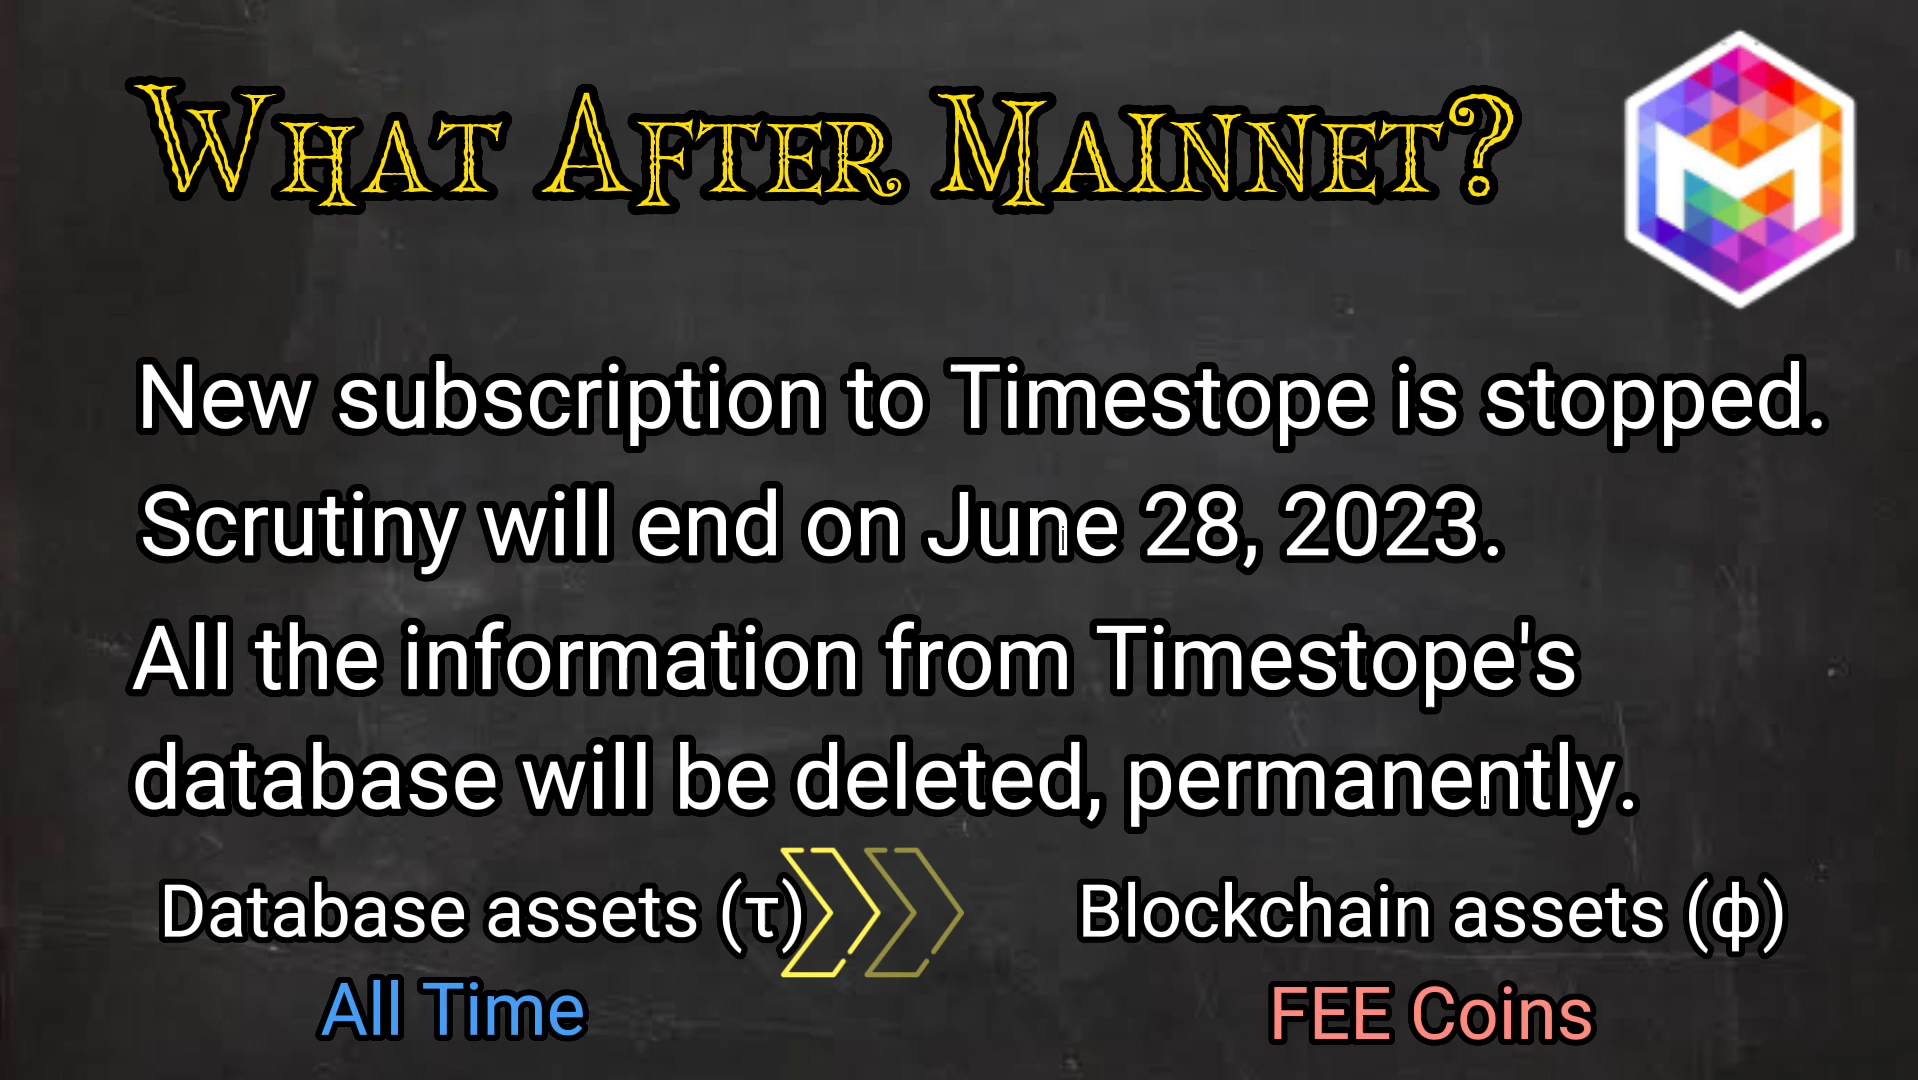 What After MaInnet?
M
New subscription to Timestope is stopped.
Scrutiny will end on June 28, 2023.
All the information from Timestope's
database will be deleted, permanently.
Database assets (τ) Blockchain assets (ф)
All Time FEE Coins